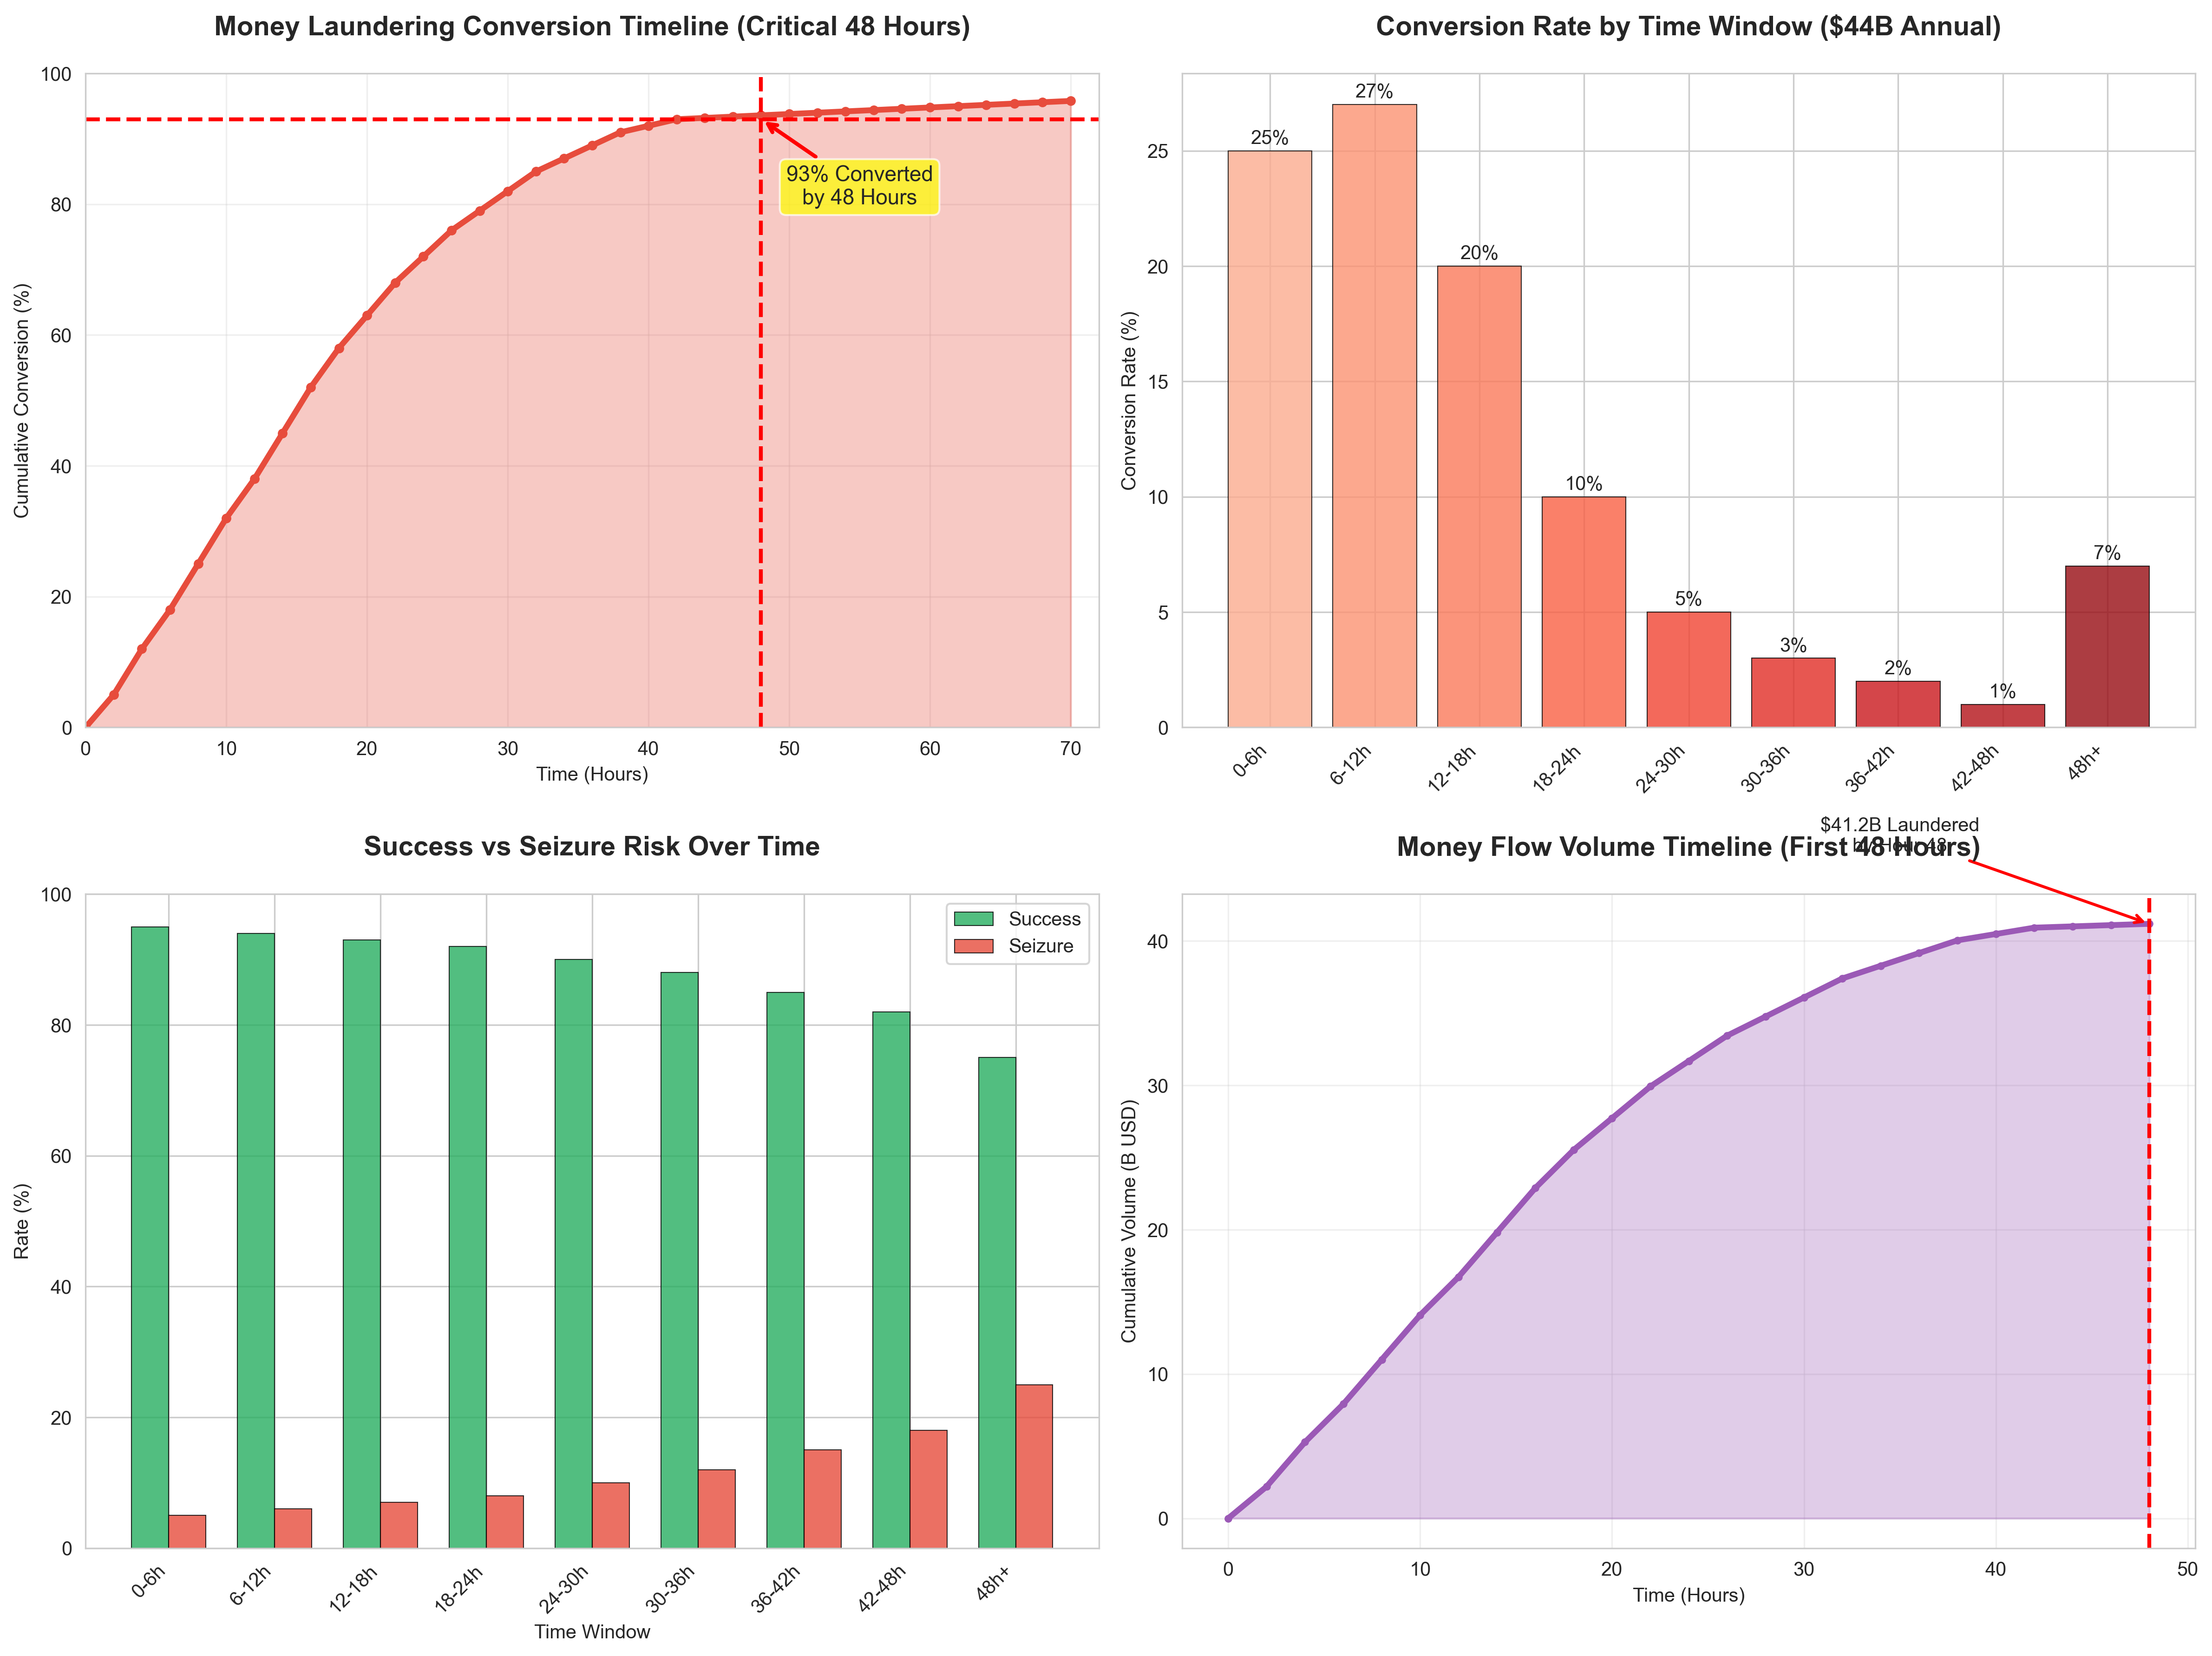 Money Laundering Conversion Timeline (Critical 48 Hours)
Cumulative Conversion (%)
100
80
60
40
20
0
93% Converted
by 48 Hours
0 10 20 30 40 50 60 70
Time (Hours)
Conversion Rate by Time Window ($44B Annual)
Conversion Rate (%)
25
20
15
10
5
0
25%
27%
20%
10%
5%
3%
2%
1%
7%
0-6h
6-12h
12-18h
18-24h
24-30h
30-36h
36-42h
42-48h
48h+
Success vs Seizure Risk Over Time
Rate (%)
100
80
60
40
20
0
Success
Seizure
0-6h
6-12h
12-18h
18-24h
24-30h
30-36h
36-42h
42-48h
48h+
Time Window
$41.2B Laundered
by Hour 48
Money Flow Volume Timeline (First 48 Hours)
Cumulative Volume (B USD)
40
30
20
10
0
0 10 20 30 40 50
Time (Hours)